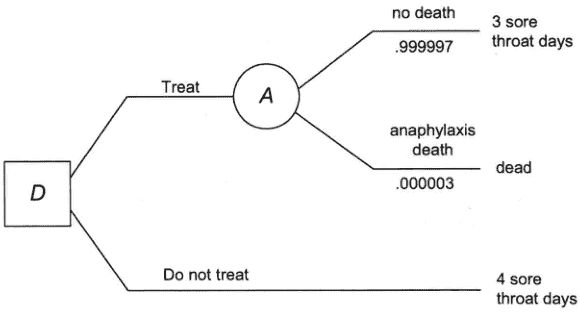 no death
.999997
3 sore
throat days
Treat
A
anaphylaxis
death
.000003
dead
D
Do not treat
4 sore
throat days